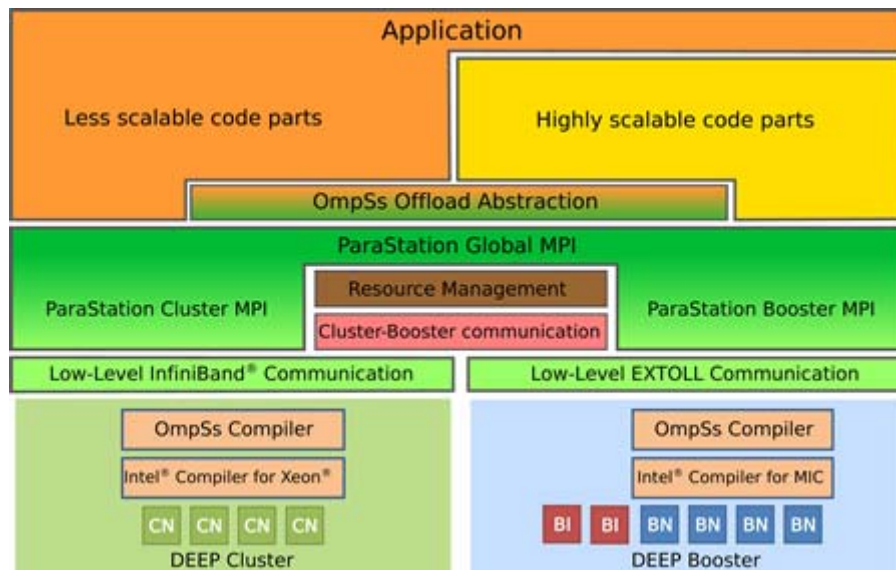 Application
Less scalable code parts
Highly scalable code parts
OmpSs Offload Abstraction
ParaStation Global MPI
Resource Management
ParaStation Cluster MPI
ParaStation Booster MPI
Cluster-Booster communication
Low-Level InfiniBand® Communication
Low-Level EXTOLL Communication
OmpSs Compiler
OmpSs Compiler
Intel® Compiler for Xeon®
Intel® Compiler for MIC
CN CN CN CN
BI BI BN BN BN BN
DEEP Cluster
DEEP Booster